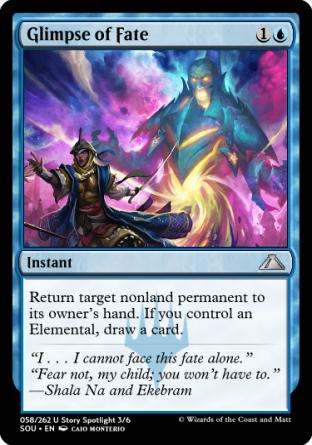 Glimpse of Fate 1
Instant
Return target nonland permanent to
its owner's hand. If you control an
Elemental, draw a card.
“I . . . I cannot face this fate alone.”
“Fear not, my child; you won’t have to.”
—Shala Na and Ekebram
058/262 U Story Spotlight 3/6
SOU • EN CAIO MONTERIO © Wizards of the Coast and Matt